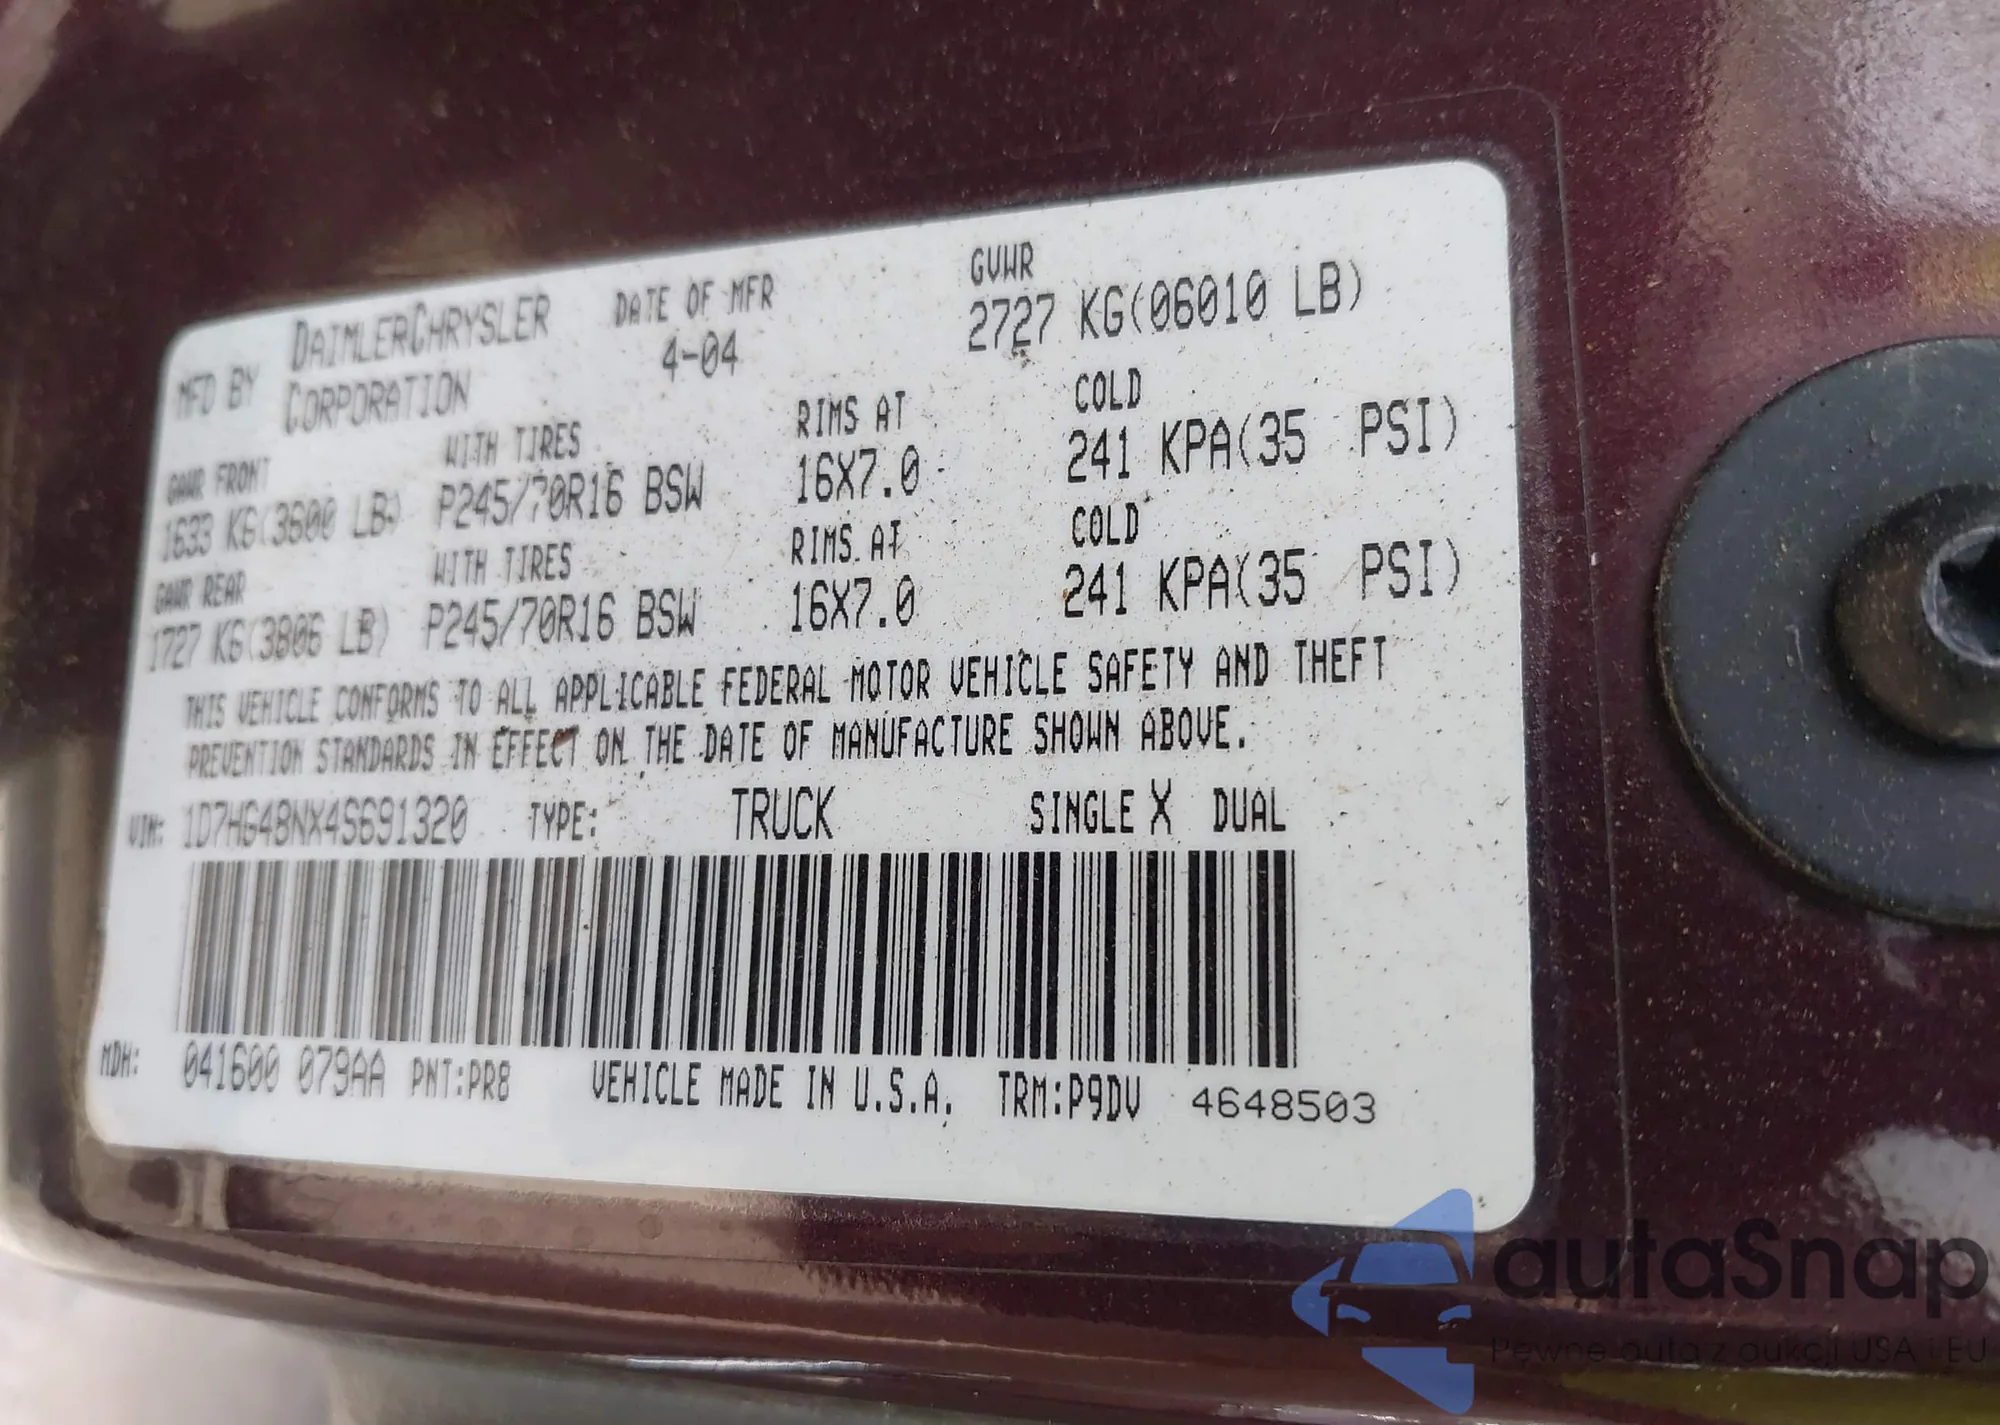 MFD BY DAIMLERCHRYSLER CORPORATION DATE OF MFR 4-04 GVWR 2727 KG(06010 LB)
GAWR FRONT WITH TIRES RIMS AT COLD
1633 KG(3600 LB) P245/70R16 BSW 16X7.0 241 KPA(35 PSI)
GAWR REAR WITH TIRES RIMS AT COLD
1727 KG(3806 LB) P245/70R16 BSW 16X7.0 241 KPA(35 PSI)
THIS VEHICLE CONFORMS TO ALL APPLICABLE FEDERAL MOTOR VEHICLE SAFETY AND THEFT
PREVENTION STANDARDS IN EFFECT ON THE DATE OF MANUFACTURE SHOWN ABOVE.
VIN: 1D7HG48NX4S691320 TYPE: TRUCK SINGLE X DUAL
MDH: 041600 079AA PNT:PR8 VEHICLE MADE IN U.S.A. TRM:P9DV 4648503
autaSnap
Pewne auta z aukcji USA i EU